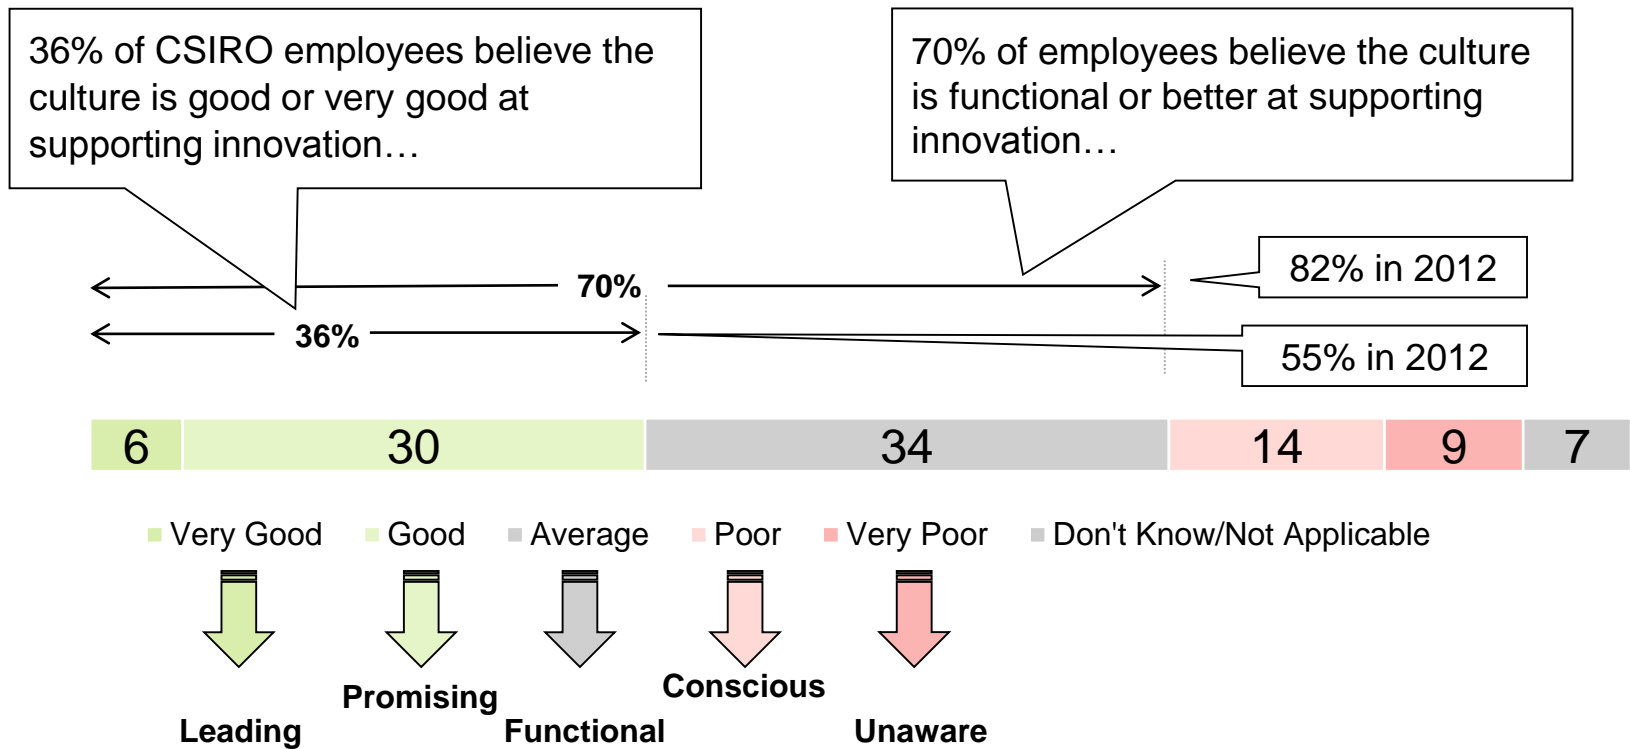 36% of CSIRO employees believe the
culture is good or very good at
supporting innovation…
70% of employees believe the culture
is functional or better at supporting
innovation…
82% in 2012
70%
36%
55% in 2012
6 30 34 14 9 7
Very Good Good Average Poor Very Poor Don't Know/Not Applicable
Conscious
Promising
Leading Functional Unaware